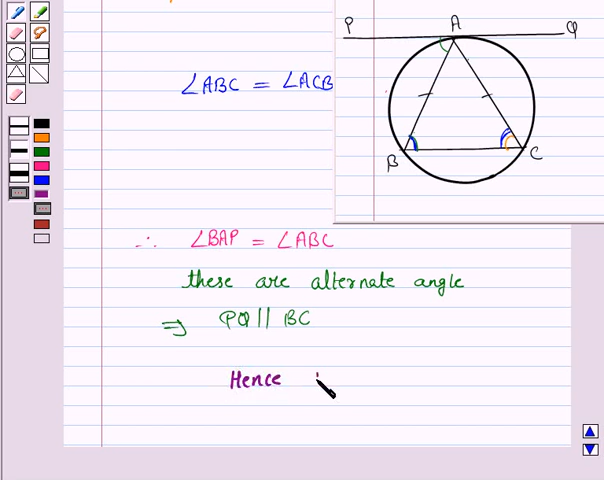 ∠ABC = ∠ACB
P A Q
B C
∴ ∠BAP = ∠ABC
these are alternate angle
⇒ PQ || BC
Hence